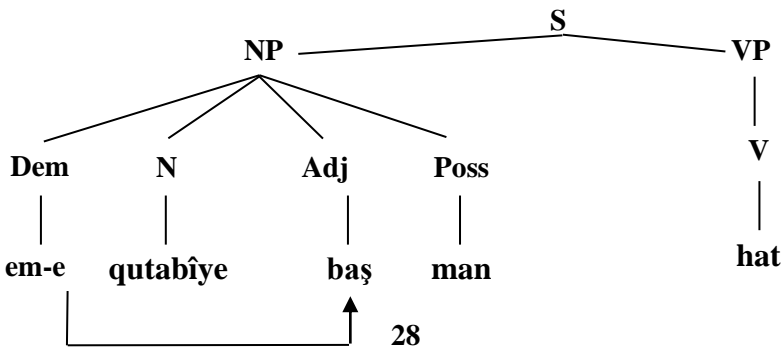 S
NP VP
Dem N Adj Poss V
em-e qutabîye baş man hat
28